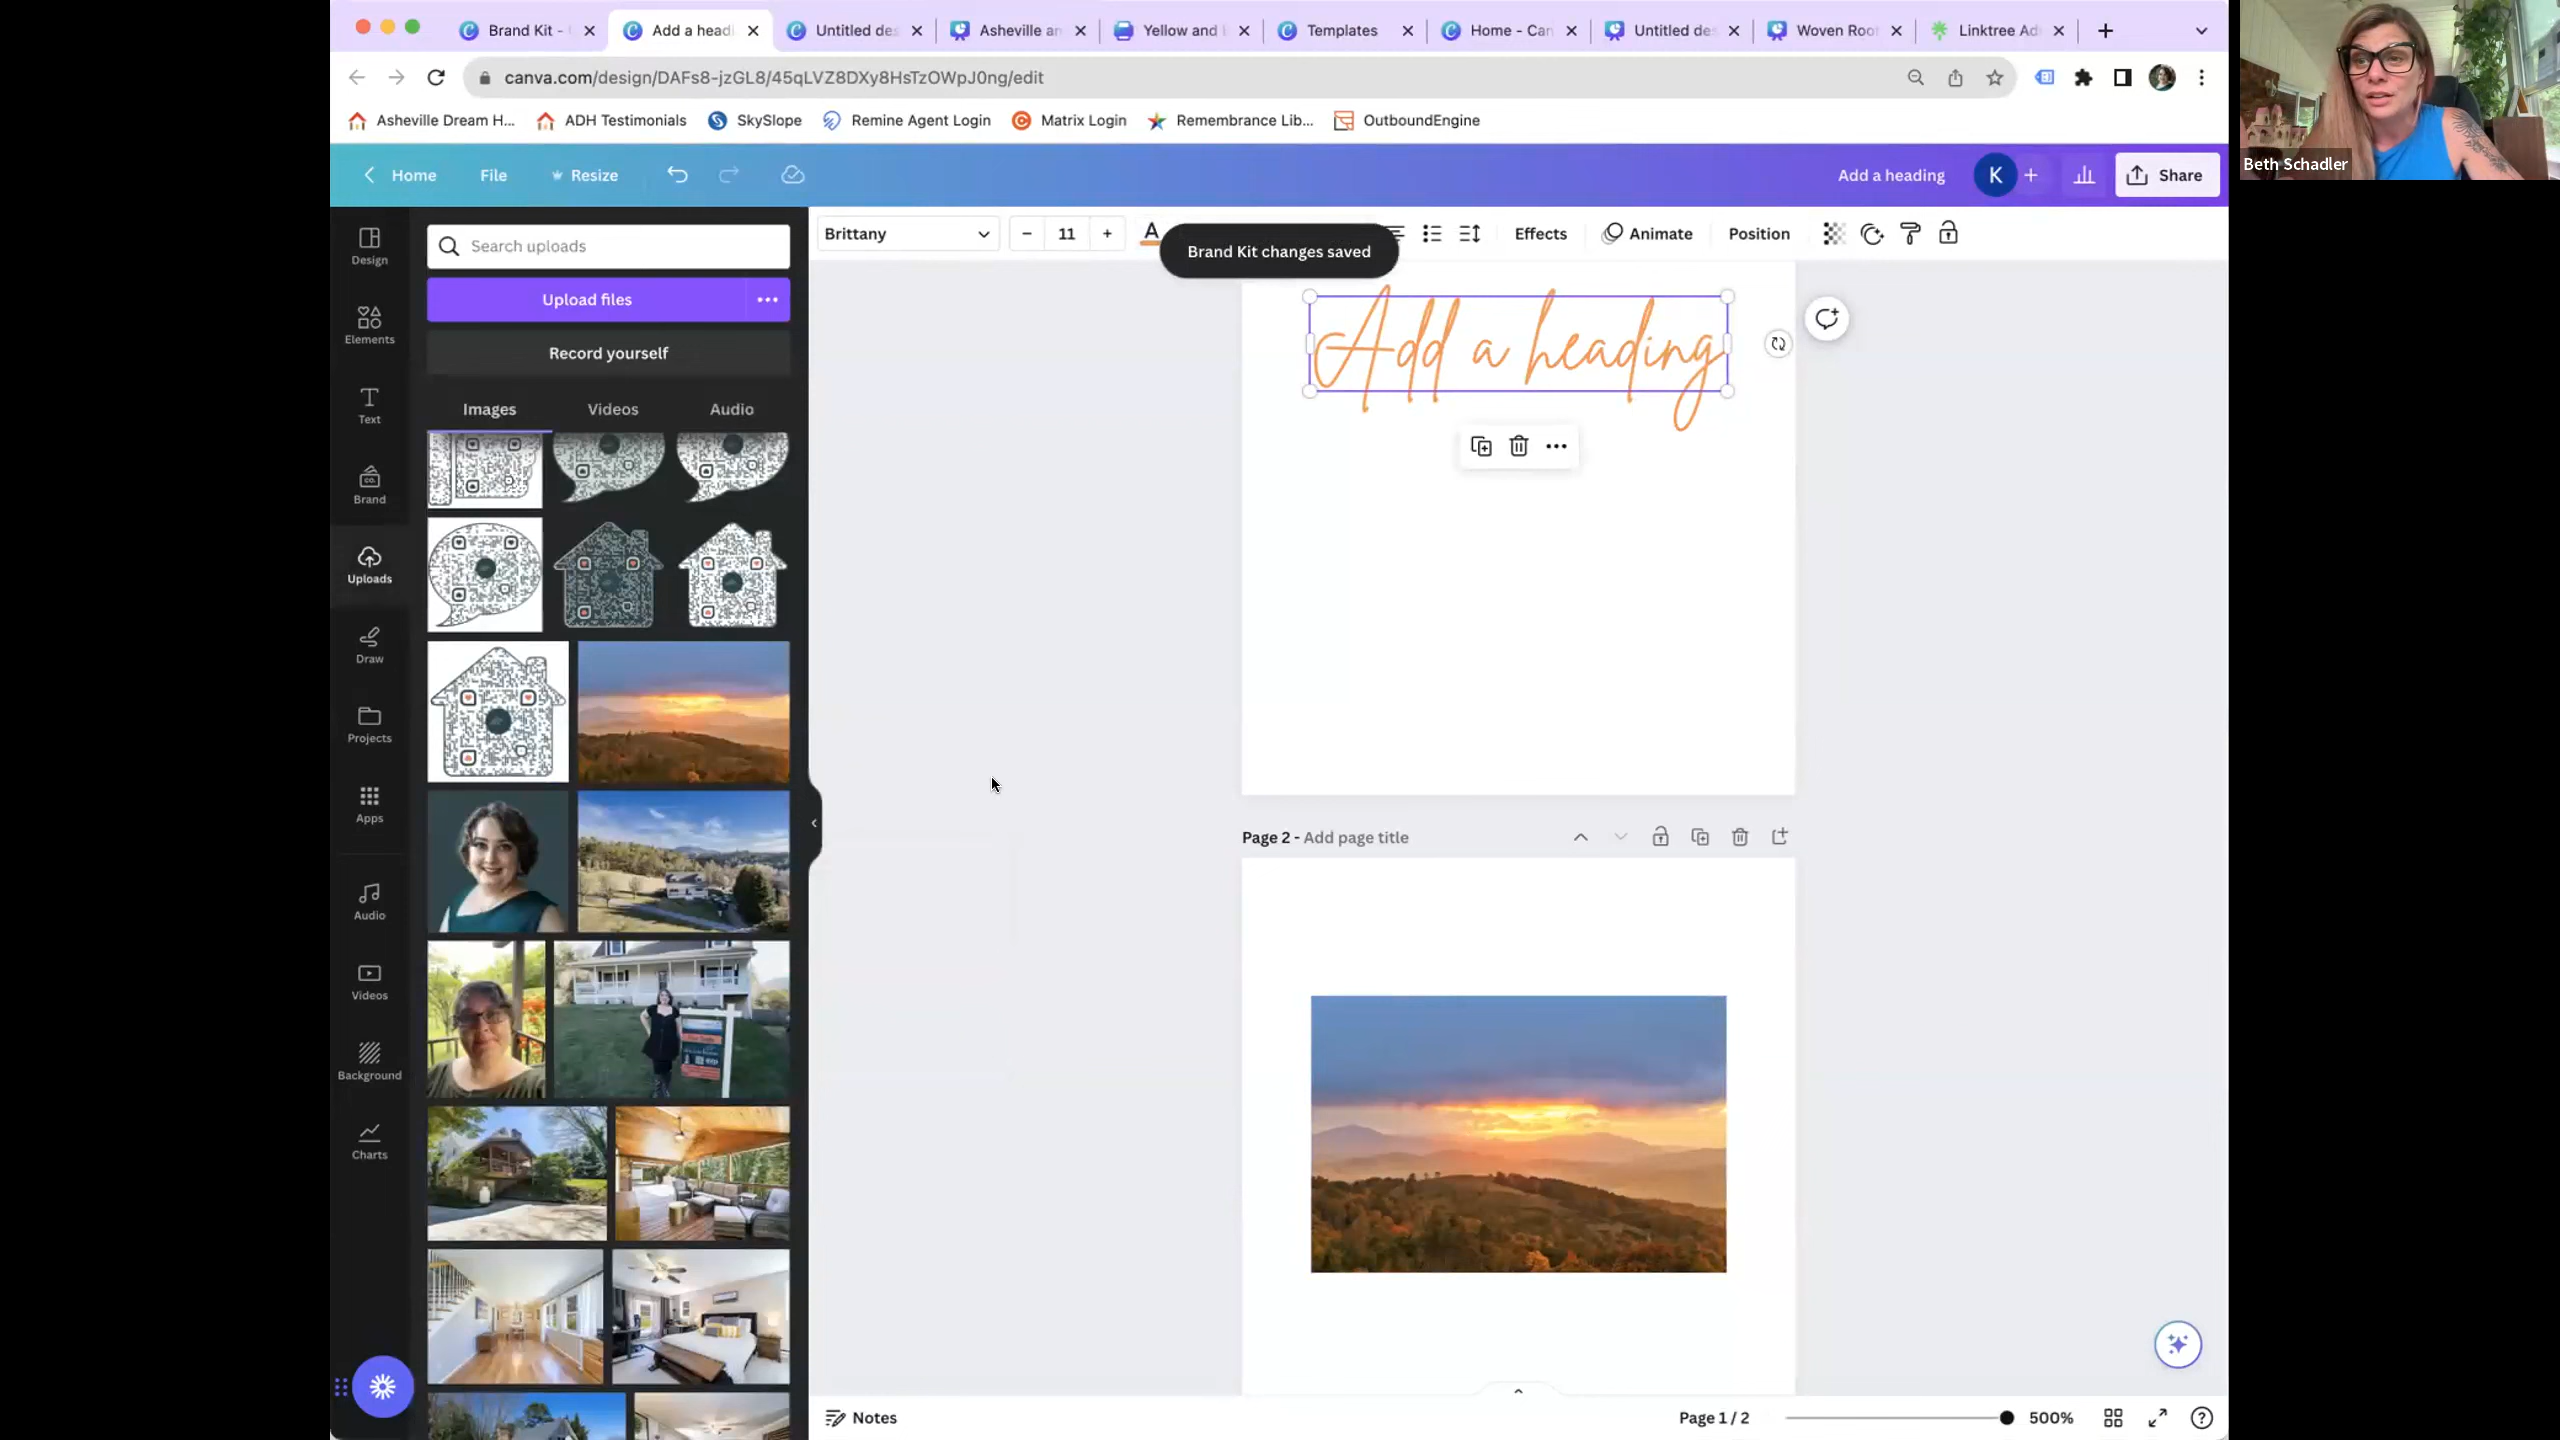 Brand Kit -
Add a headi
Untitled des
Asheville an
Yellow and
Templates
Home - Can
Untitled des
Woven Roo
Linktree Ad
canva.com/design/DAFs8-jzGL8/45qLVZ8DXy8HsTzOWpJ0ng/edit
Asheville Dream H...
ADH Testimonials
SkySlope
Remine Agent Login
Matrix Login
Remembrance Lib...
OutboundEngine
Beth Schadler
Home
File
Resize
Add a heading
K
Share
Design
Elements
Text
Brand
Uploads
Draw
Projects
Apps
Audio
Videos
Background
Charts
Search uploads
Upload files
Record yourself
Images
Videos
Audio
Brittany
11
A
Effects
Animate
Position
Brand Kit changes saved
Add a heading
Page 2 - Add page title
Notes
Page 1 / 2
500%